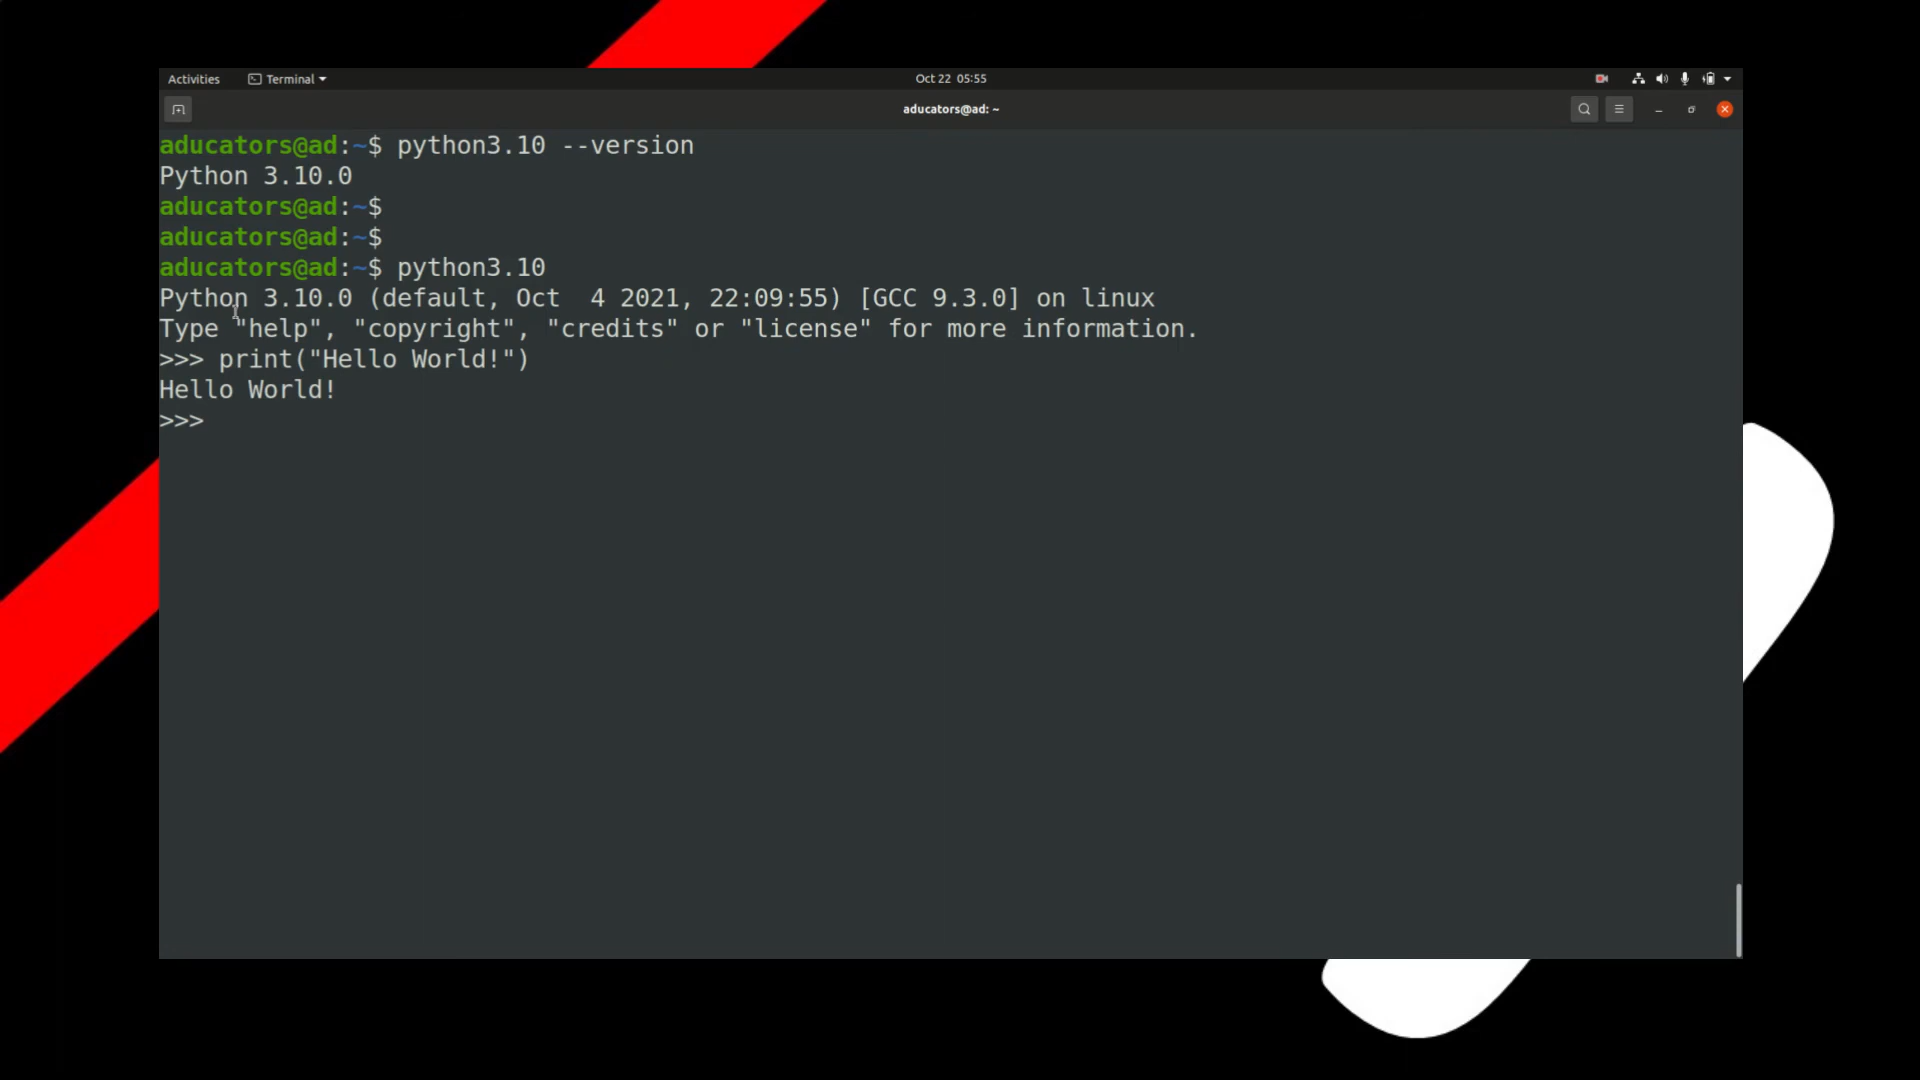 Activities Terminal Oct 22 05:55
aducators@ad: ~
aducators@ad:~$ python3.10 --version
Python 3.10.0
aducators@ad:~$
aducators@ad:~$
aducators@ad:~$ python3.10
Python 3.10.0 (default, Oct  4 2021, 22:09:55) [GCC 9.3.0] on linux
Type "help", "copyright", "credits" or "license" for more information.
>>> print("Hello World!")
Hello World!
>>>